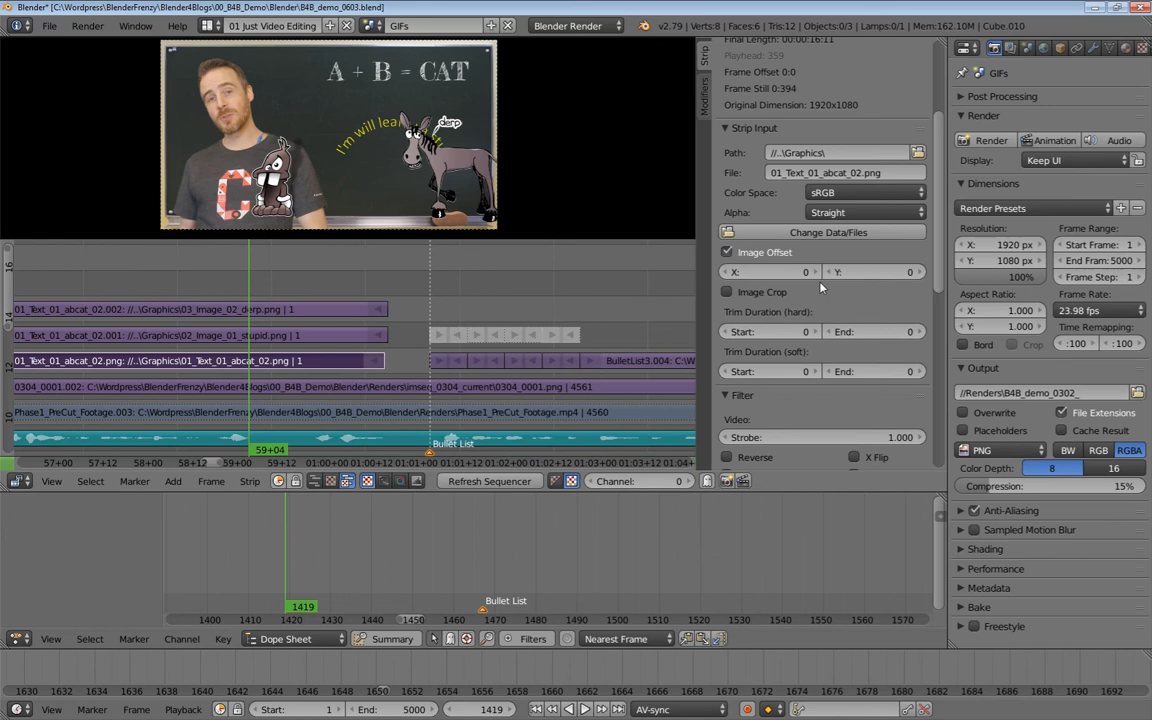 Blender* [C:\Wordpress\BlenderFrenzy\Blender4Blogs\00_B4B_Demo\Blender\B4B_demo_0603.blend]
File Render Window Help 01 Just Video Editing GIFs Blender Render v2.79 | Verts:8 | Faces:6 | Tris:12 | Objects:0/3 | Lamps:0/1 | Mem:162.10M | Cube.010
A + B = CAT
I'm will lear
derp
Final Length: 00:00:16:11
Playhead: 359
Frame Offset 0:0
Frame Still 0:394
Original Dimension: 1920x1080
Strip
Modifiers
Strip Input
Path: //..\Graphics\
File: 01_Text_01_abcat_02.png
Color Space: sRGB
Alpha: Straight
Change Data/Files
Image Offset
X: 0 Y: 0
Image Crop
Trim Duration (hard):
Start: 0 End: 0
Trim Duration (soft):
Start: 0 End: 0
Filter
Video:
Strobe: 1.000
Reverse X Flip
GIFs
Post Processing
Render
Render Animation Audio
Display: Keep UI
Dimensions
Render Presets
Resolution: Frame Range:
X: 1920 px Start Frame: 1
Y: 1080 px End Fram: 5000
100% Frame Step: 1
Aspect Ratio: Frame Rate:
X: 1.000 23.98 fps
Y: 1.000 Time Remapping:
Bord Crop :100 :100
Output
//Renders\B4B_demo_0302_
Overwrite File Extensions
Placeholders Cache Result
PNG BW RGB RGBA
Color Depth: 8 16
Compression: 15%
Anti-Aliasing
Sampled Motion Blur
Shading
Performance
Metadata
Bake
Freestyle
16
14
12
10
01_Text_01_abcat_02.002: //..\Graphics\03_Image_02_derp.png | 1
01_Text_01_abcat_02.001: //..\Graphics\02_Image_01_stupid.png | 1
01_Text_01_abcat_02.png: //..\Graphics\01_Text_01_abcat_02.png | 1
BulletList3.004: C:\W
0304_0001.002: C:\Wordpress\BlenderFrenzy\Blender4Blogs\00_B4B_Demo\Blender\Renders\imseq_0304_current\0304_0001.png | 4561
Phase1_PreCut_Footage.003: C:\Wordpress\BlenderFrenzy\Blender4Blogs\00_B4B_Demo\Blender\Renders\Phase1_PreCut_Footage.mp4 | 4560
Bullet List
59+04
57+00 57+12 58+00 58+12 59+00 59+12 01:00+00 01:00+12 01:01+00 01:01+12 01:02+00 01:02+12 01:03+00 01:03+12 01:04+
View Select Marker Add Frame Strip Refresh Sequencer Channel: 0
Bullet List
1419
1400 1410 1420 1430 1440 1450 1460 1470 1480 1490 1500 1510 1520 1530 1540 1550 1560 1570
View Select Marker Channel Key Dope Sheet Summary Filters Nearest Frame
1630 1632 1634 1636 1638 1640 1642 1644 1646 1648 1650 1652 1654 1656 1658 1660 1662 1664 1666 1668 1670 1672 1674 1676 1678 1680 1682 1684 1686 1688 1690 1692
View Marker Frame Playback Start: 1 End: 5000 1419 AV-sync